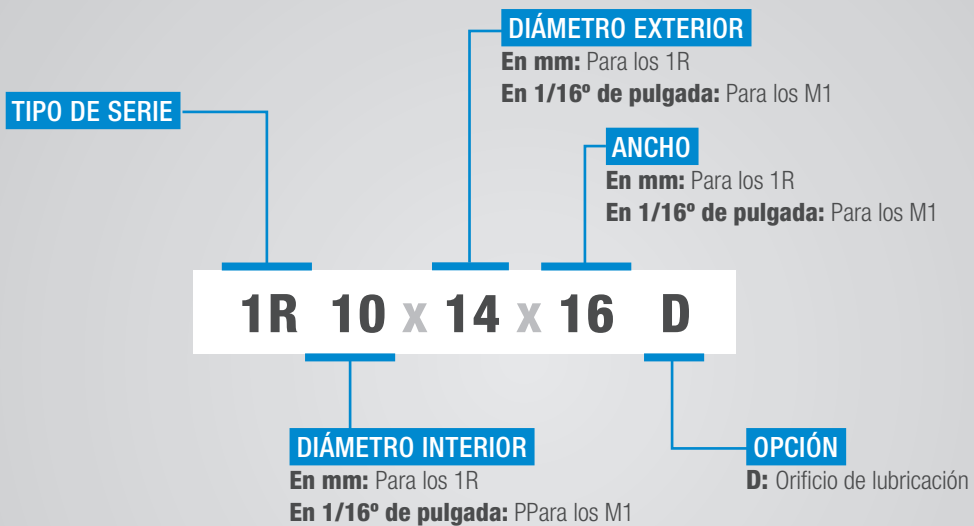 DIÁMETRO EXTERIOR
En mm: Para los 1R
En 1/16º de pulgada: Para los M1
TIPO DE SERIE
ANCHO
En mm: Para los 1R
En 1/16º de pulgada: Para los M1
1R 10 x 14 x 16 D
DIÁMETRO INTERIOR
En mm: Para los 1R
En 1/16º de pulgada: PPara los M1
OPCIÓN
D: Orificio de lubricación